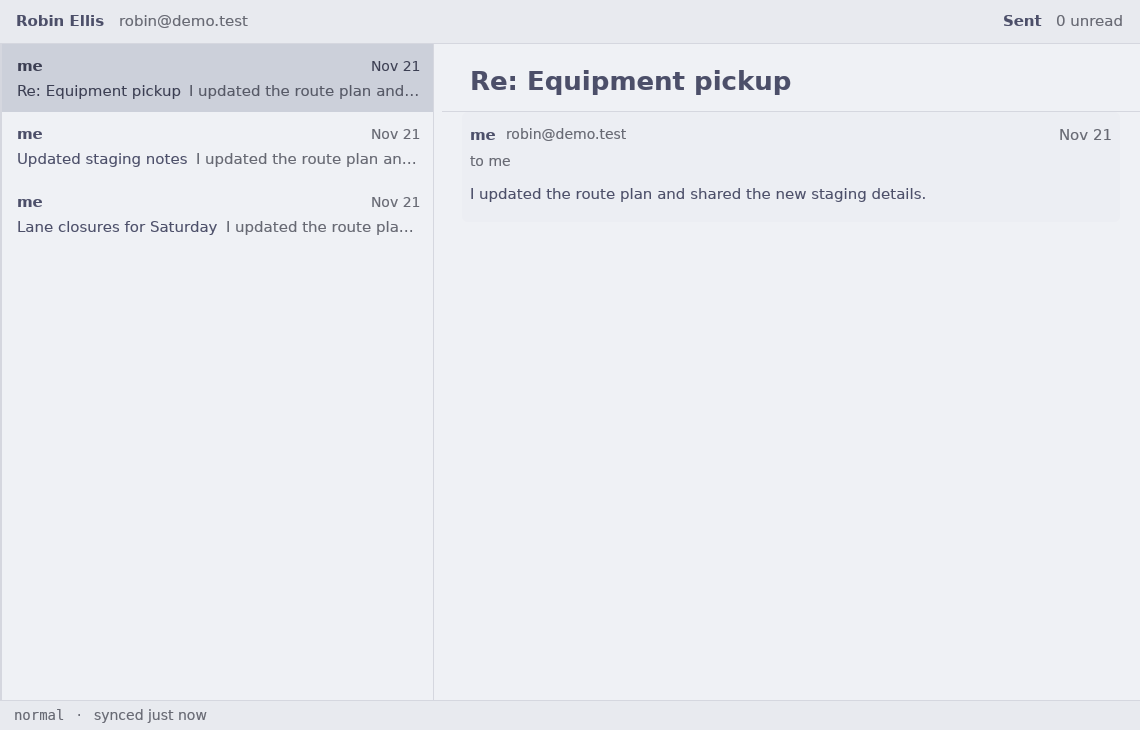 Robin Ellis robin@demo.test
Sent 0 unread
me Nov 21
Re: Equipment pickup I updated the route plan and…
me Nov 21
Updated staging notes I updated the route plan an…
me Nov 21
Lane closures for Saturday I updated the route pla…
Re: Equipment pickup
me robin@demo.test Nov 21
to me
I updated the route plan and shared the new staging details.
normal · synced just now